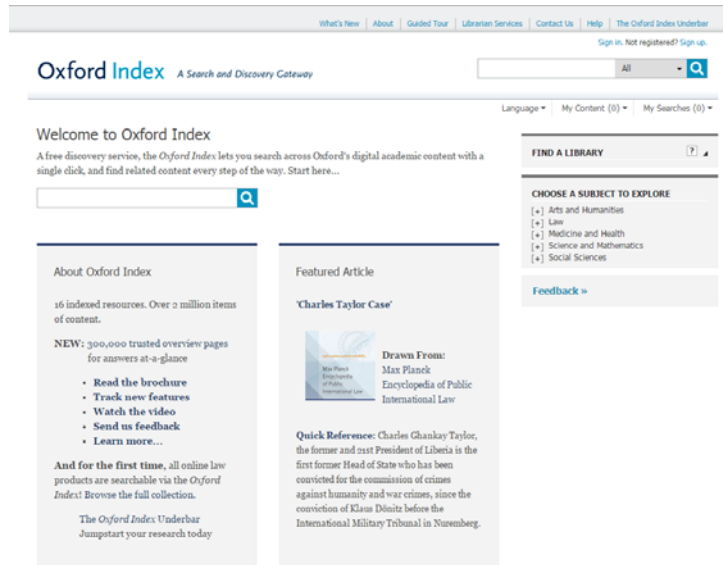 What's New | About | Guided Tour | Librarian Services | Contact Us | Help | The Oxford Index Underbar
Sign in. Not registered? Sign up.
Oxford Index A Search and Discovery Gateway
All
Language My Content (0) My Searches (0)
Welcome to Oxford Index
A free discovery service, the Oxford Index lets you search across Oxford's digital academic content with a
single click, and find related content every step of the way. Start here...
FIND A LIBRARY ?
CHOOSE A SUBJECT TO EXPLORE
[+] Arts and Humanities
[+] Law
[+] Medicine and Health
[+] Science and Mathematics
[+] Social Sciences
Feedback »
About Oxford Index
16 indexed resources. Over 2 million items
of content.
NEW: 300,000 trusted overview pages
for answers at-a-glance
• Read the brochure
• Track new features
• Watch the video
• Send us feedback
• Learn more...
And for the first time, all online law
products are searchable via the Oxford
Index! Browse the full collection.
The Oxford Index Underbar
Jumpstart your research today
Featured Article
'Charles Taylor Case'
Max Planck
Encyclopedia
of Public
International Law
Drawn From:
Max Planck
Encyclopedia of Public
International Law
Quick Reference: Charles Ghankay Taylor,
the former and 21st President of Liberia is the
first former Head of State who has been
convicted for the commission of crimes
against humanity and war crimes, since the
conviction of Klaus Dönitz before the
International Military Tribunal in Nuremberg.